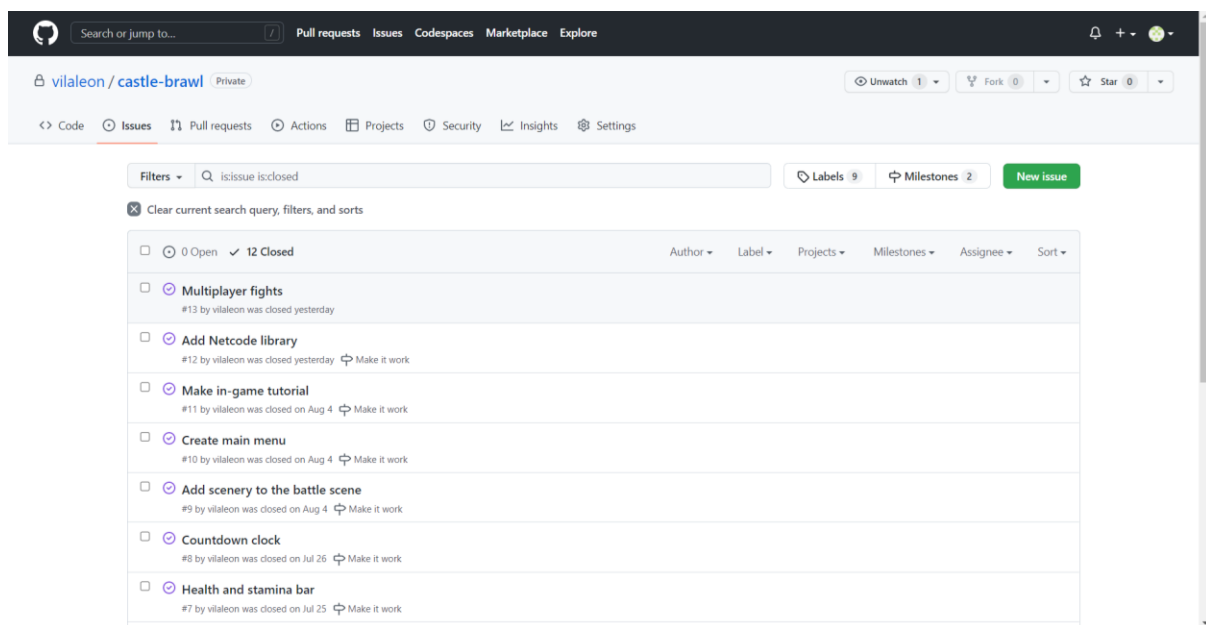 Search or jump to... / Pull requests Issues Codespaces Marketplace Explore
vilaleon / castle-brawl Private Unwatch 1 Fork 0 Star 0
Code Issues Pull requests Actions Projects Security Insights Settings
Filters is:issue is:closed Labels 9 Milestones 2 New issue
Clear current search query, filters, and sorts
0 Open 12 Closed Author Label Projects Milestones Assignee Sort
Multiplayer fights
#13 by vilaleon was closed yesterday
Add Netcode library
#12 by vilaleon was closed yesterday Make it work
Make in-game tutorial
#11 by vilaleon was closed on Aug 4 Make it work
Create main menu
#10 by vilaleon was closed on Aug 4 Make it work
Add scenery to the battle scene
#9 by vilaleon was closed on Aug 4 Make it work
Countdown clock
#8 by vilaleon was closed on Jul 26 Make it work
Health and stamina bar
#7 by vilaleon was closed on Jul 25 Make it work